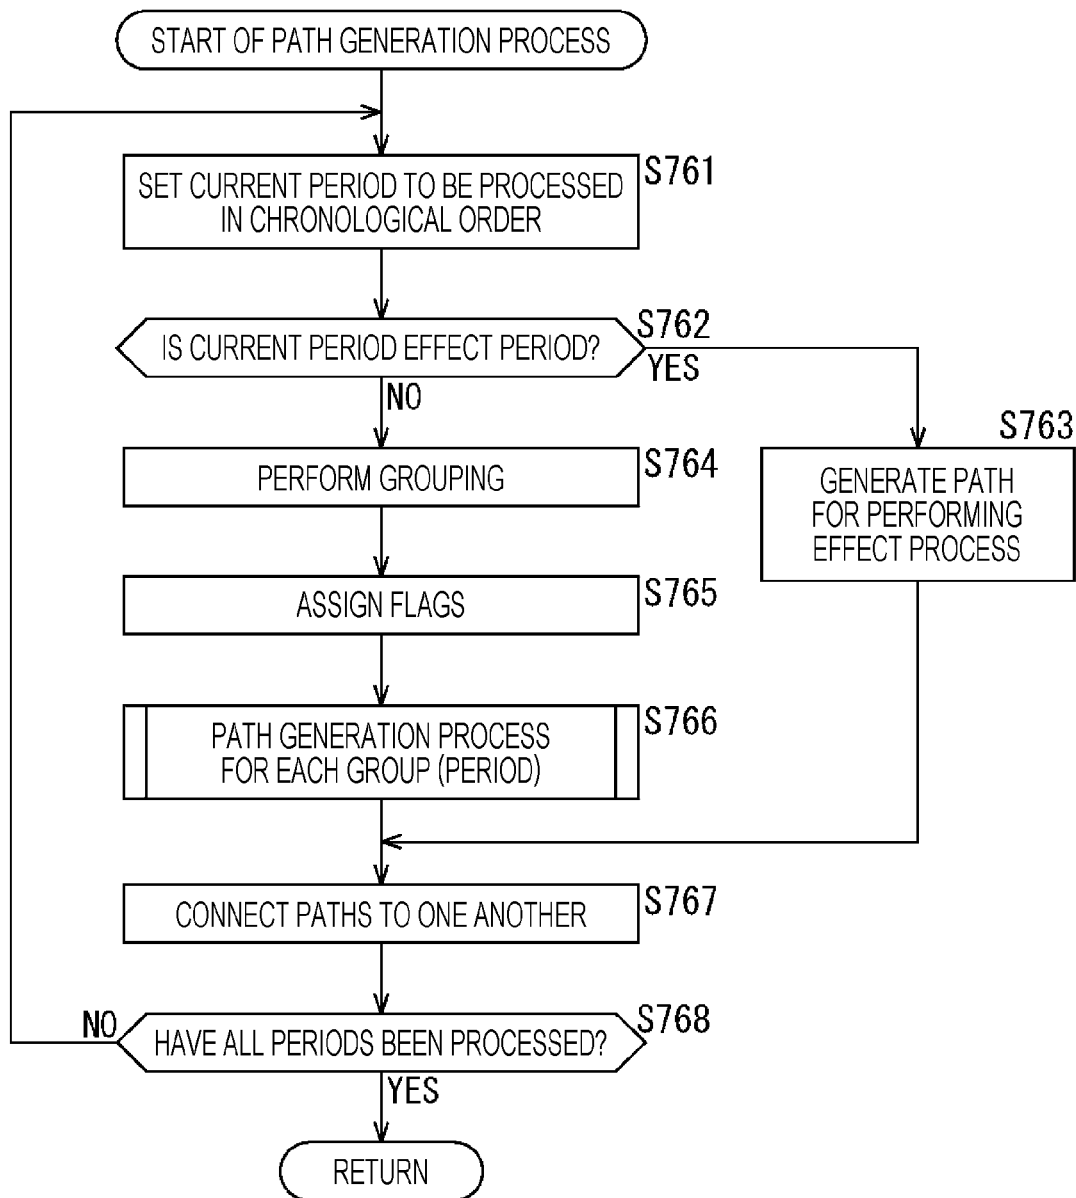 START OF PATH GENERATION PROCESS
S761
SET CURRENT PERIOD TO BE PROCESSED
IN CHRONOLOGICAL ORDER
S762
IS CURRENT PERIOD EFFECT PERIOD?
YES
NO
S763
GENERATE PATH
FOR PERFORMING
EFFECT PROCESS
S764
PERFORM GROUPING
S765
ASSIGN FLAGS
S766
PATH GENERATION PROCESS
FOR EACH GROUP (PERIOD)
S767
CONNECT PATHS TO ONE ANOTHER
S768
NO
HAVE ALL PERIODS BEEN PROCESSED?
YES
RETURN